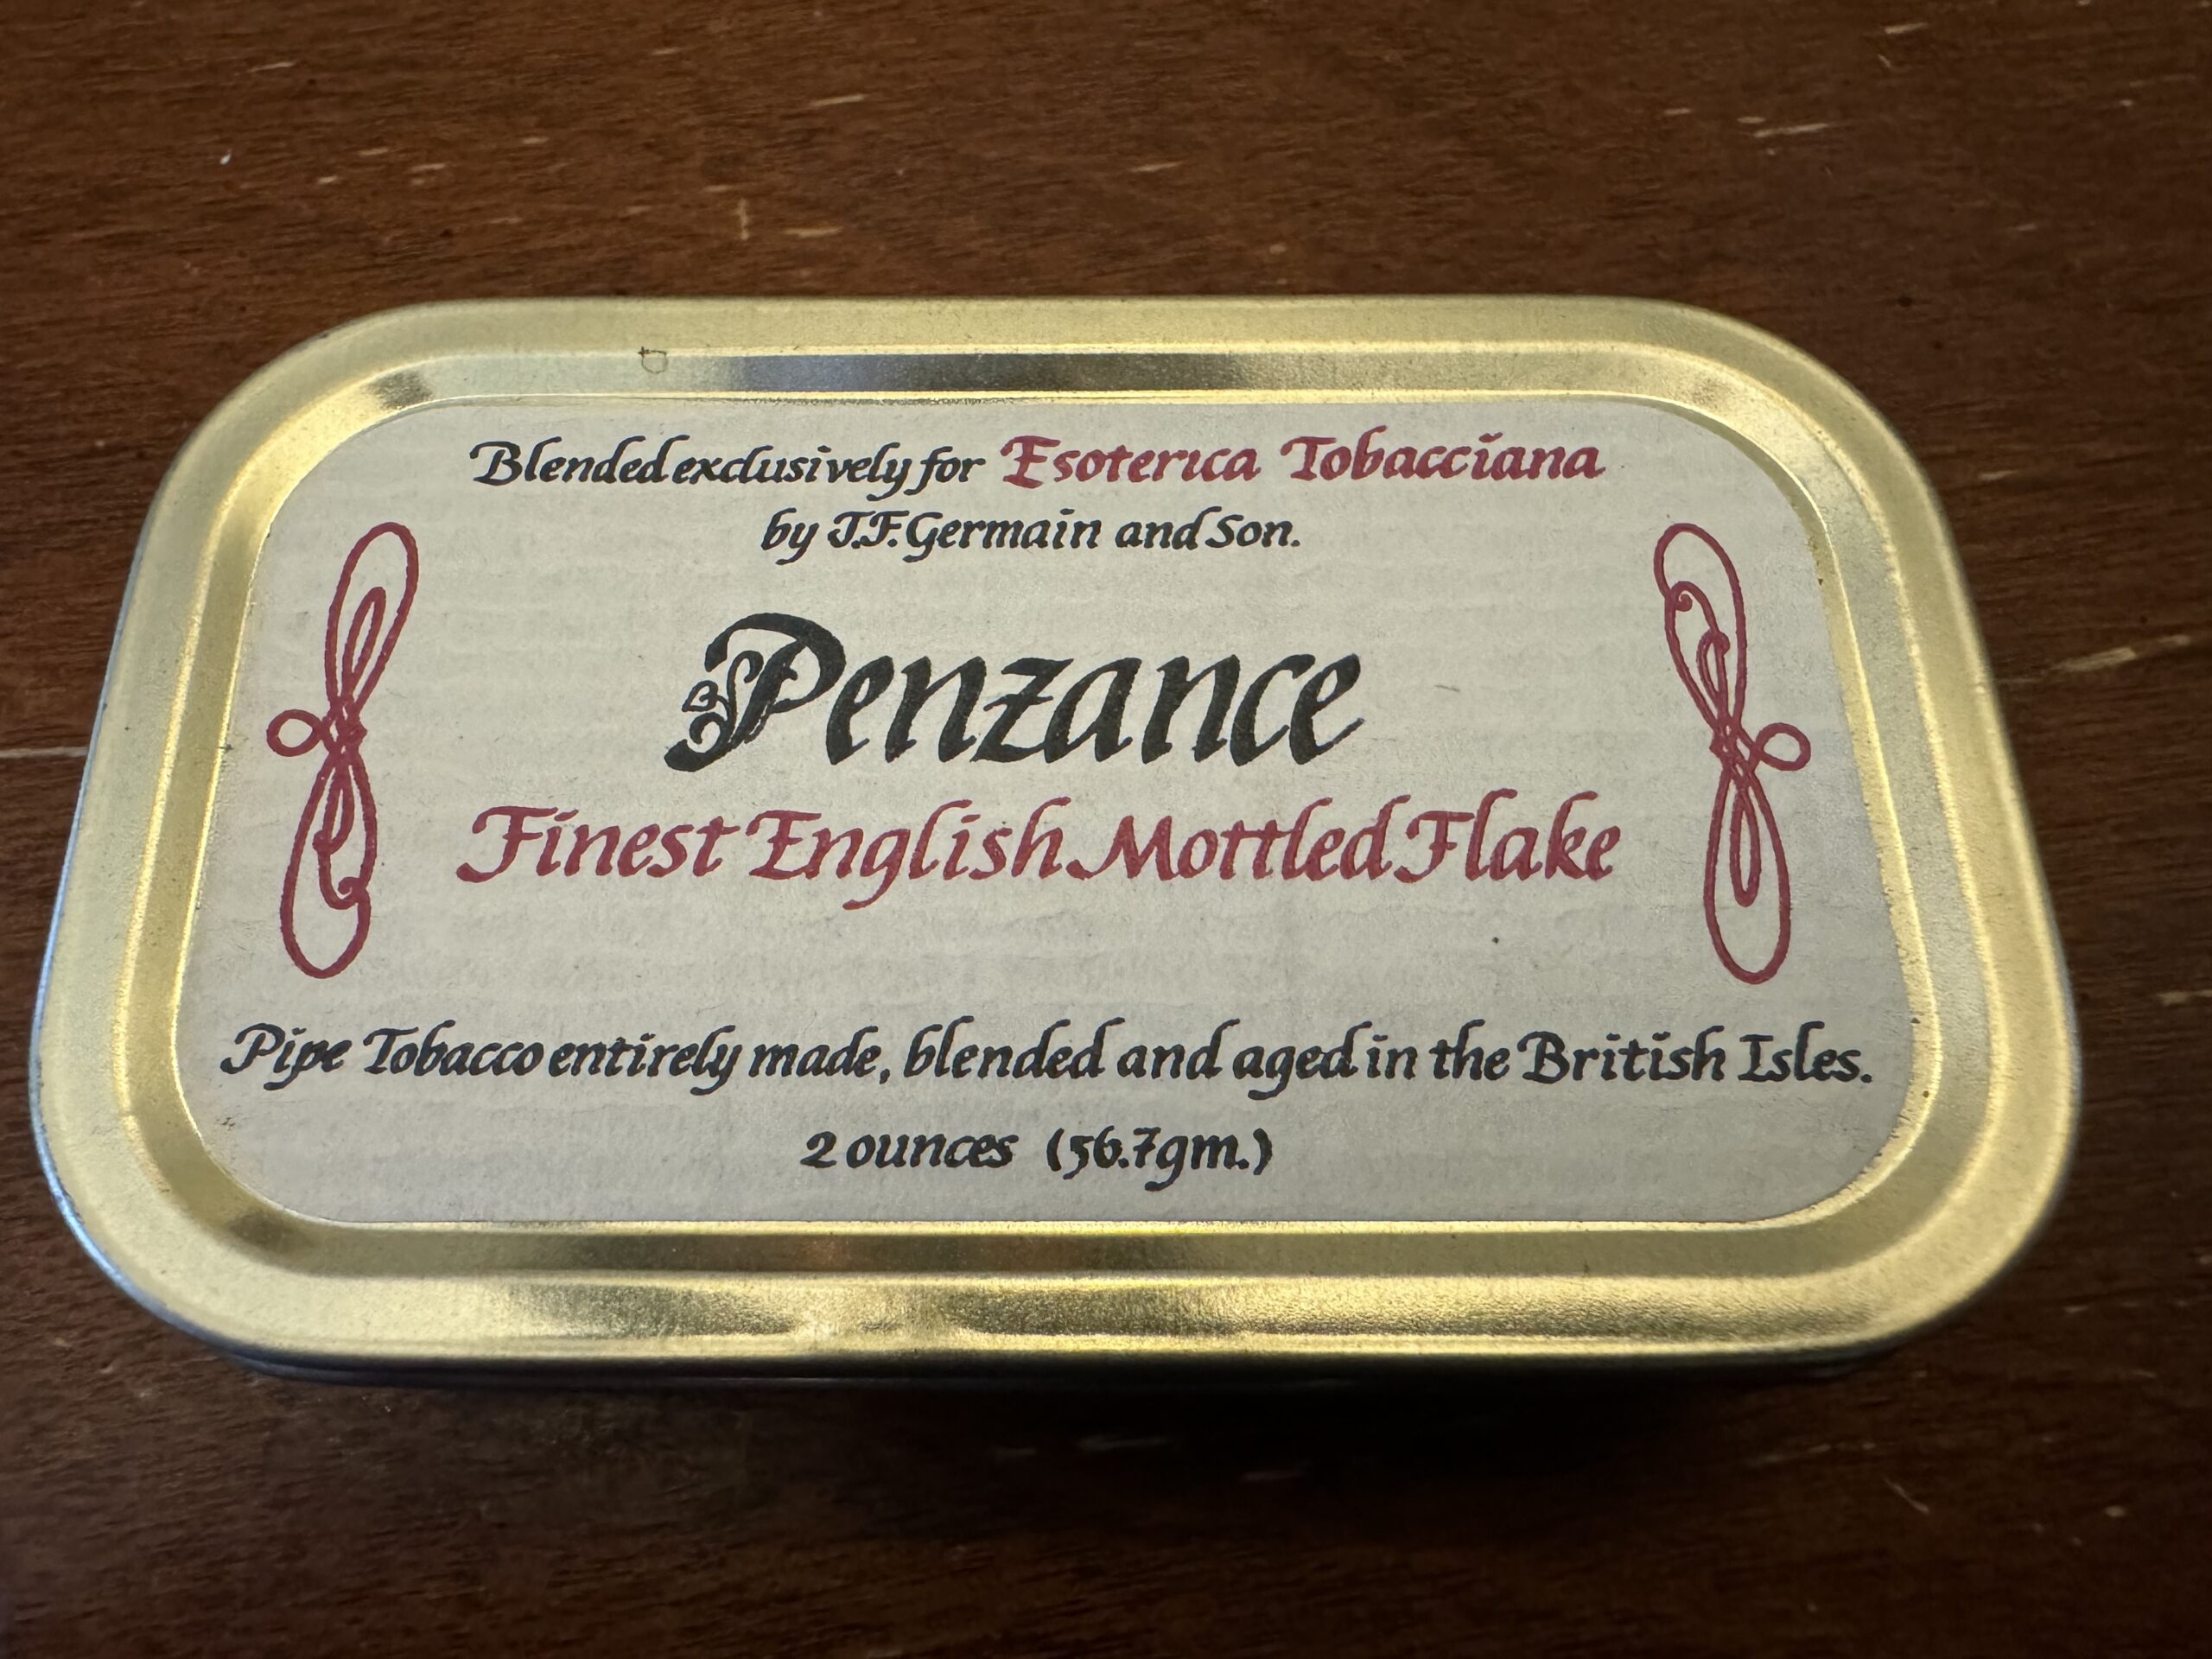 Blended exclusively for Esoterica Tobacciana
by J.F. Germain and Son.
Penzance
Finest English Mottled Flake
Pipe Tobacco entirely made, blended and aged in the British Isles.
2 ounces (56.7gm.)